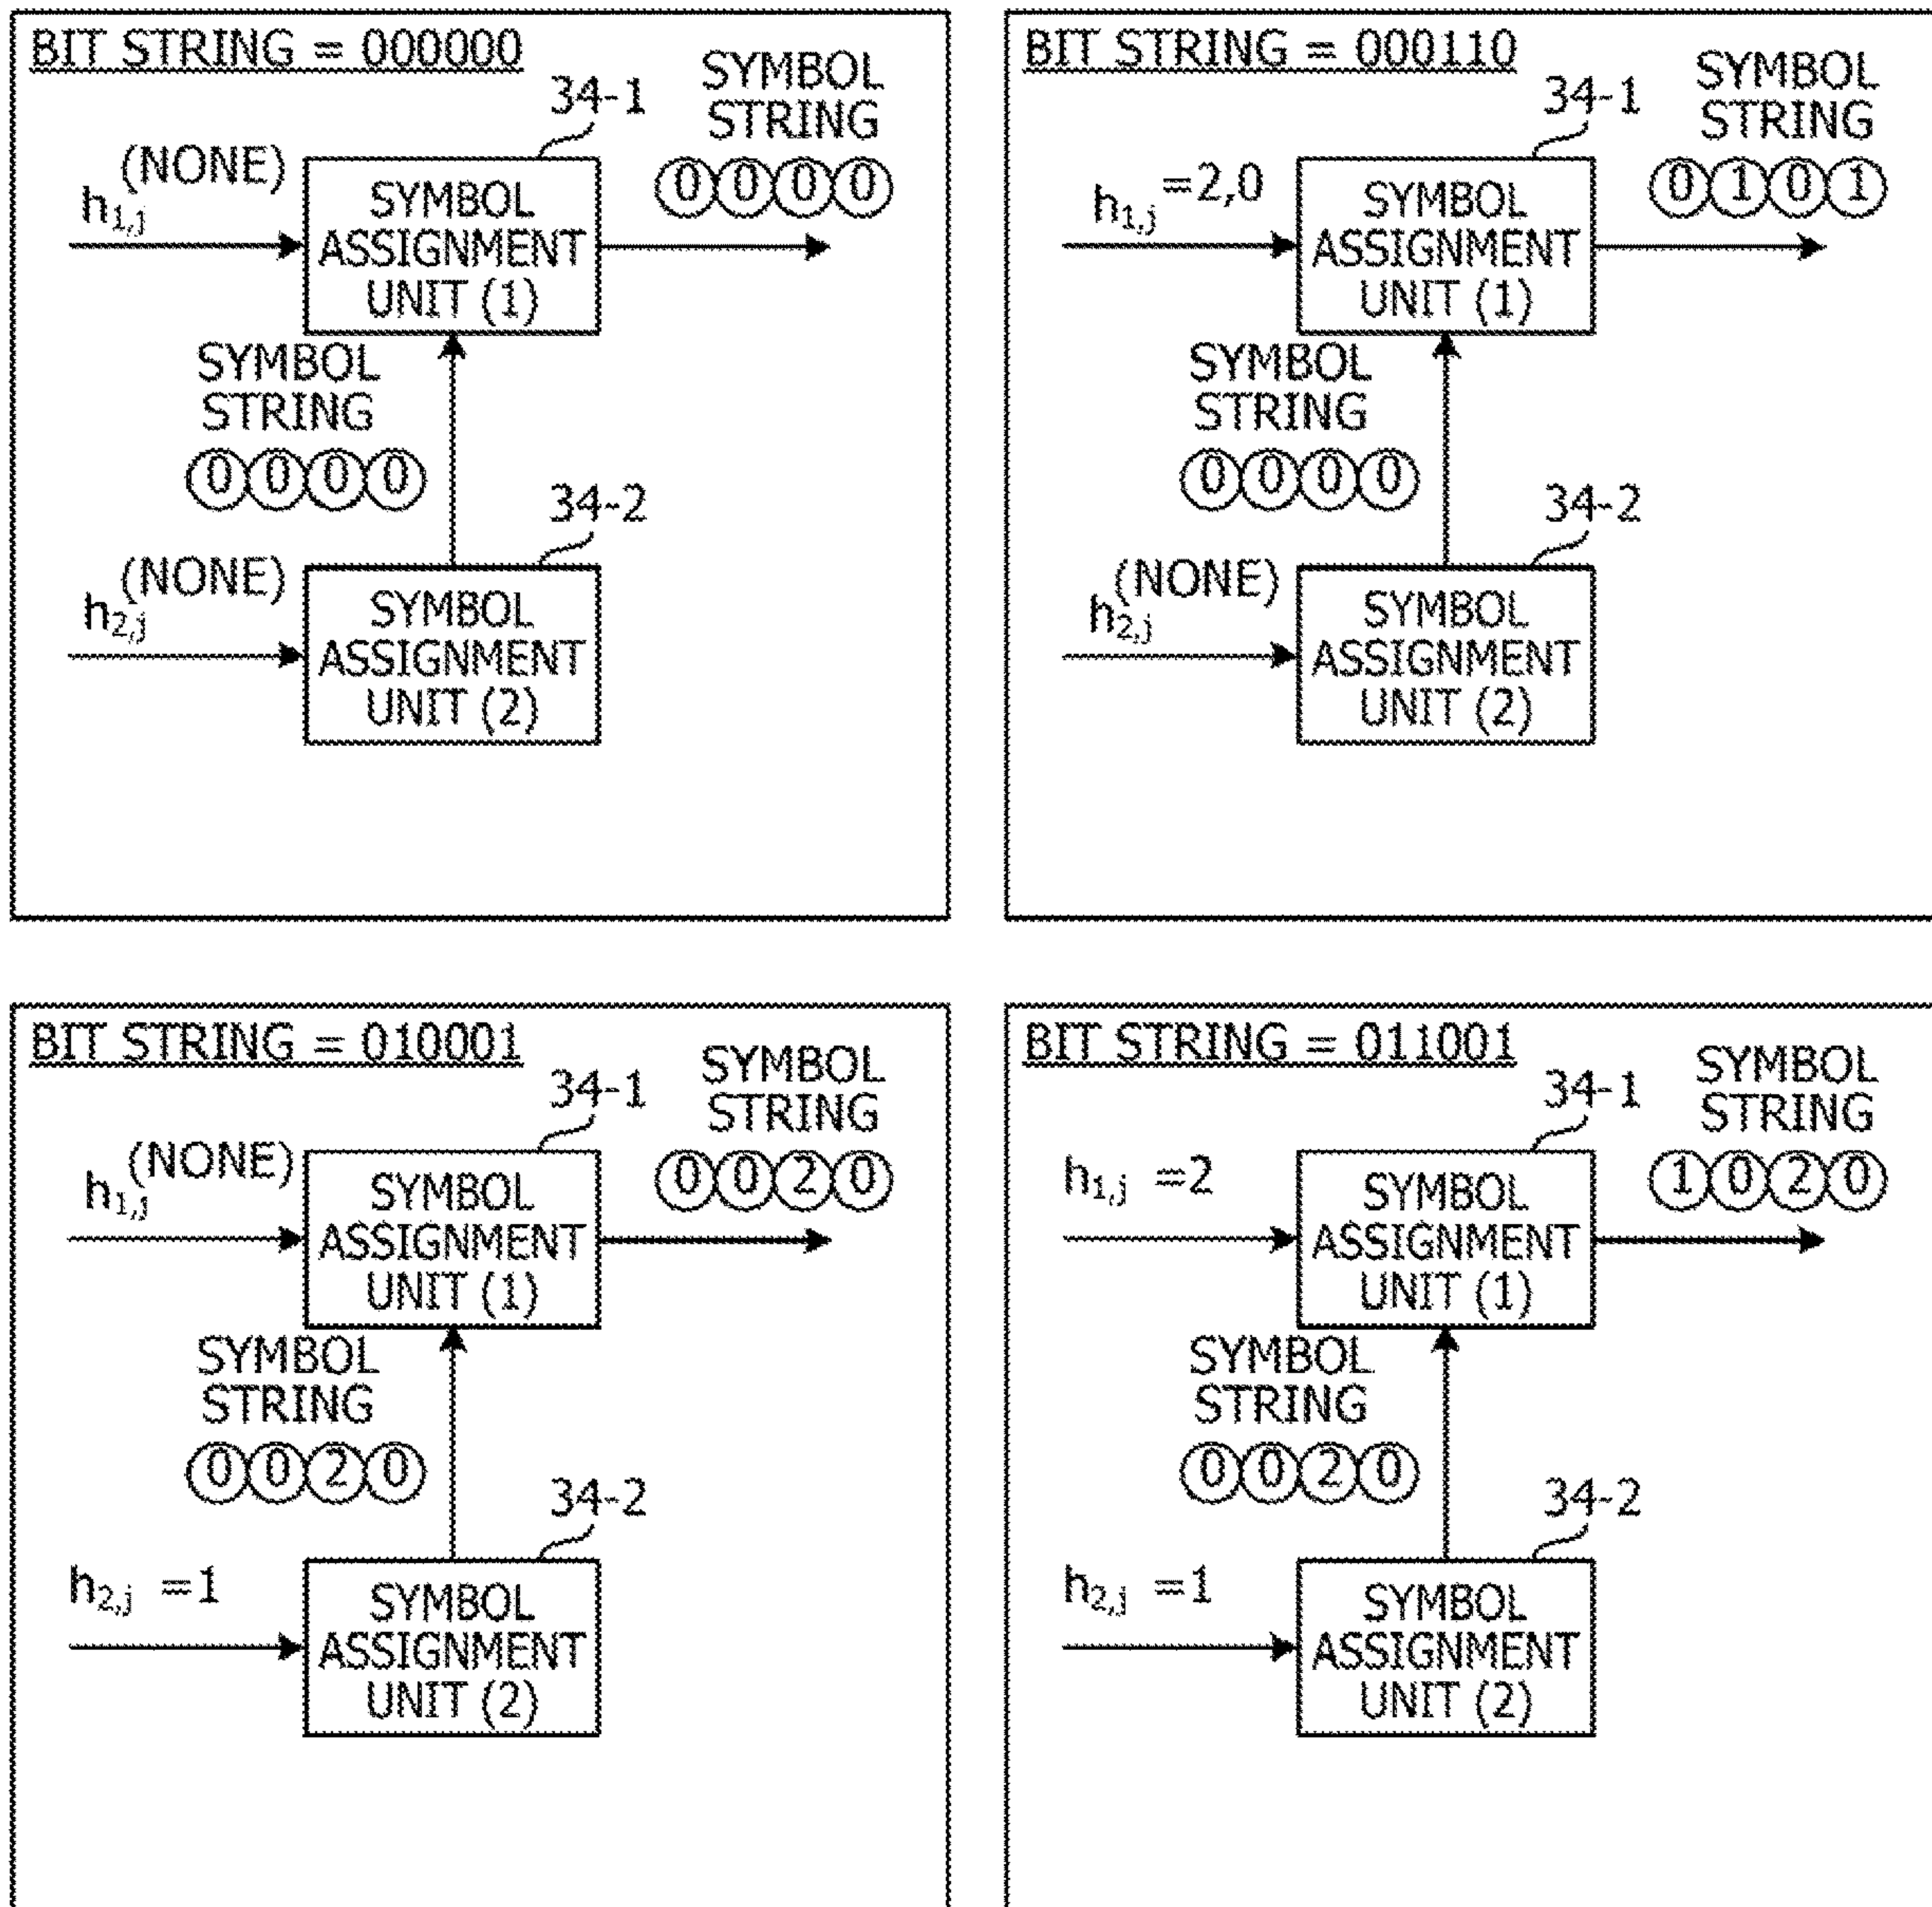 BIT STRING = 000000
34-1
SYMBOL
STRING
0 0 0 0
(NONE)
h1,j
SYMBOL
ASSIGNMENT
UNIT (1)
SYMBOL
STRING
0 0 0 0
34-2
(NONE)
h2,j
SYMBOL
ASSIGNMENT
UNIT (2)
BIT STRING = 000110
34-1
SYMBOL
STRING
0 1 0 1
h1,j =2,0
SYMBOL
ASSIGNMENT
UNIT (1)
SYMBOL
STRING
0 0 0 0
34-2
(NONE)
h2,j
SYMBOL
ASSIGNMENT
UNIT (2)
BIT STRING = 010001
34-1
SYMBOL
STRING
0 0 2 0
(NONE)
h1,j
SYMBOL
ASSIGNMENT
UNIT (1)
SYMBOL
STRING
0 0 2 0
34-2
h2,j =1
SYMBOL
ASSIGNMENT
UNIT (2)
BIT STRING = 011001
34-1
SYMBOL
STRING
1 0 2 0
h1,j =2
SYMBOL
ASSIGNMENT
UNIT (1)
SYMBOL
STRING
0 0 2 0
34-2
h2,j =1
SYMBOL
ASSIGNMENT
UNIT (2)